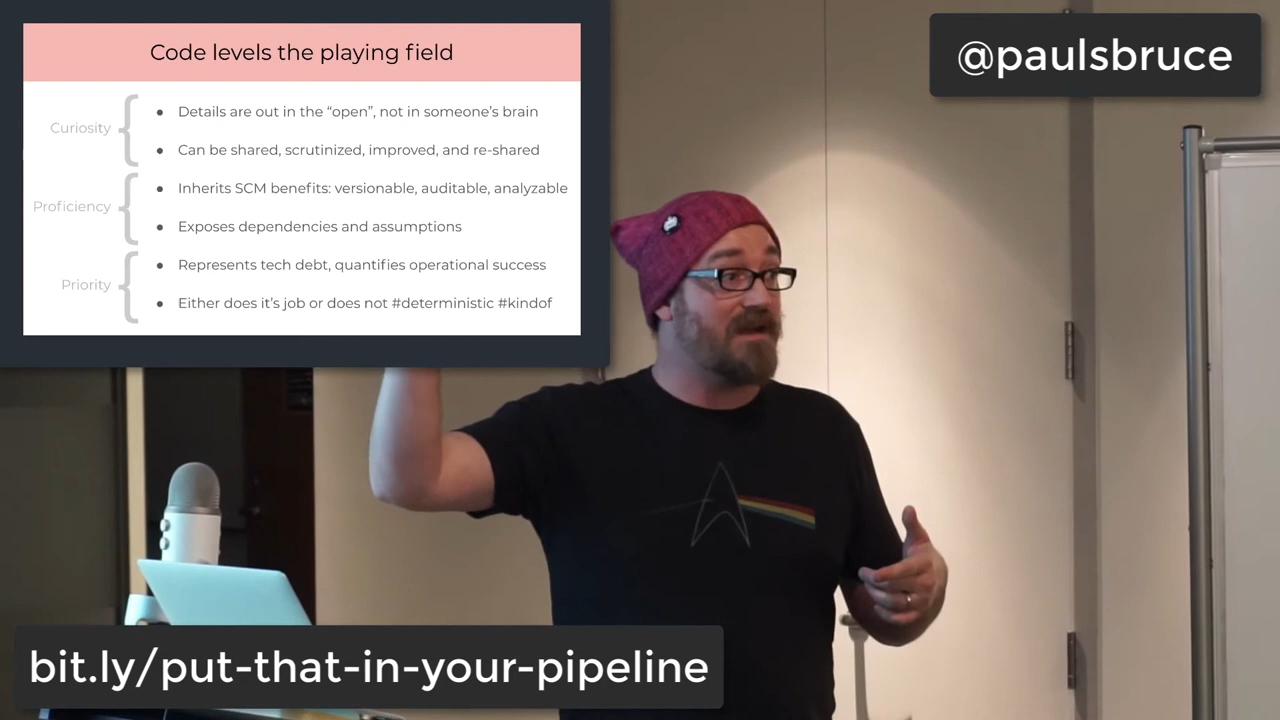 Code levels the playing field
Curiosity
● Details are out in the “open”, not in someone’s brain
● Can be shared, scrutinized, improved, and re-shared
Proficiency
● Inherits SCM benefits: versionable, auditable, analyzable
● Exposes dependencies and assumptions
Priority
● Represents tech debt, quantifies operational success
● Either does it’s job or does not #deterministic #kindof
@paulsbruce
bit.ly/put-that-in-your-pipeline